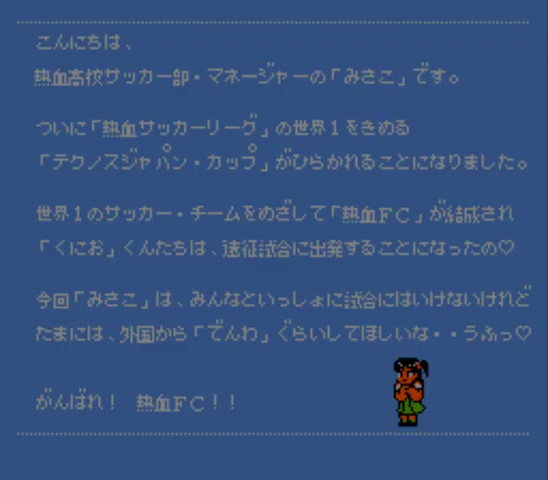 こんにちは、
熱血高校サッカー部・マネージャーの「みさこ」です。
ついに「熱血サッカーリーグ」の世界1をきめる
「テクノスジャパン・カップ」がひらかれることになりました。
世界1のサッカー・チームをめざして「熱血FC」が結成され
「くにお」くんたちは、遠征試合に出発することになったの♡
今回「みさこ」は、みんなといっしょに試合にはいけないけれど
たまには、外国から「でんわ」ぐらいしてほしいな・・うふっ♡
がんばれ！ 熱血FC！！